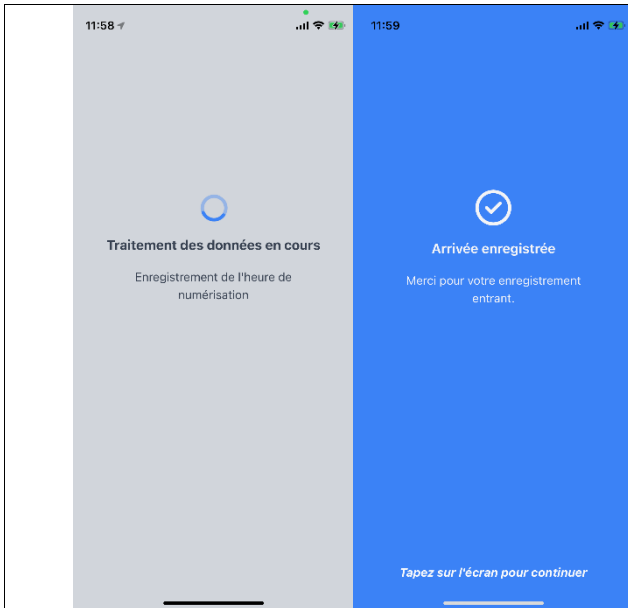 11:58
Traitement des données en cours
Enregistrement de l'heure de
numérisation
11:59
Arrivée enregistrée
Merci pour votre enregistrement
entrant.
Tapez sur l'écran pour continuer